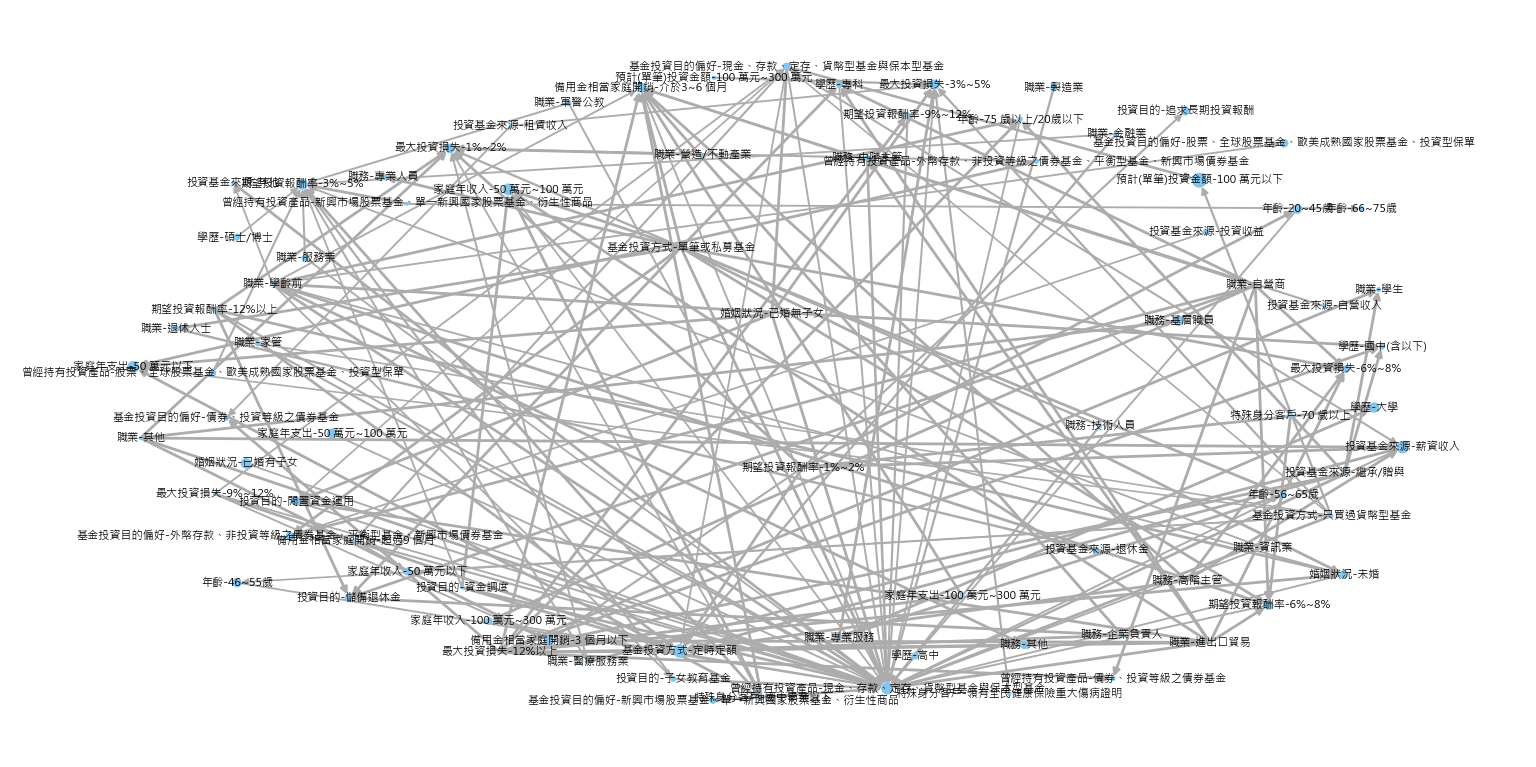 基金投資目的偏好-現金、存款、定存、貨幣型基金與保本型基金
預計(單筆)投資金額-100 萬元~300 萬元
備用金相當家庭開銷-介於3~6 個月
學歷-專科
最大投資損失-3%~5%
職業-製造業
職業-軍警公教
投資目的-追求長期投資報酬
期望投資報酬率-9%~12%
年齡-75 歲以上/20歲以下
投資基金來源-租賃收入
職業-金融業
基金投資目的偏好-股票、全球股票基金、歐美成熟國家股票基金、投資型保單
最大投資損失-1%~2%
職業-營造/不動產業
職務-中階主管
曾經持有投資產品-外幣存款、非投資等級之債券基金、平衡型基金、新興市場債券基金
職務-專業人員
預計(單筆)投資金額-100 萬元以下
投資基金來源-
期望投資報酬率-3%~5%
家庭年收入-50 萬元~100 萬元
曾經持有投資產品-新興市場股票基金、單一新興國家股票基金、衍生性商品
年齡-20~45歲
年齡-66~75歲
投資基金來源-投資收益
學歷-碩士/博士
基金投資方式-單筆或私募基金
職業-服務業
職業-學齡前
職業-自營商
職業-學生
投資基金來源-自營收入
期望投資報酬率-12%以上
婚姻狀況-已婚無子女
職務-基層職員
職業-退休人士
職業-家管
學歷-國中(含以下)
家庭年支出-50 萬元以下
最大投資損失-6%~8%
曾經持有投資產品-股票、全球股票基金、歐美成熟國家股票基金、投資型保單
學歷-大學
基金投資目的偏好-債券、投資等級之債券基金
特殊身分客戶-70 歲以上
職務-技術人員
職業-其他
家庭年支出-50 萬元~100 萬元
投資基金來源-薪資收入
婚姻狀況-已婚有子女
期望投資報酬率-1%~2%
投資基金來源-繼承/贈與
最大投資損失-9%~12%
年齡-56~65歲
投資目的-閒置資金運用
基金投資方式-只買過貨幣型基金
基金投資目的偏好-外幣存款、非投資等級之債券基金、平衡型基金、新興市場債券基金
備用金相當家庭開銷-超過9 個月
職業-資訊業
投資基金來源-退休金
家庭年收入-50 萬元以下
婚姻狀況-未婚
年齡-46~55歲
職務-高階主管
投資目的-資金調度
投資目的-儲備退休金
家庭年支出-100 萬元~300 萬元
期望投資報酬率-6%~8%
家庭年收入-100 萬元~300 萬元
職務-企業負責人
備用金相當家庭開銷-3 個月以下
職業-專業服務
職務-其他
職業-進出口貿易
最大投資損失-12%以上
基金投資方式-定時定額
學歷-高中
職業-醫療服務業
投資目的-子女教育基金
曾經持有投資產品-債券、投資等級之債券基金
曾經持有投資產品-現金、存款、定存、貨幣型基金與保本型基金
特殊身分客戶-領有全民健康保險重大傷病證明
基金投資目的偏好-新興市場股票基金、單一新興國家股票基金、衍生性商品